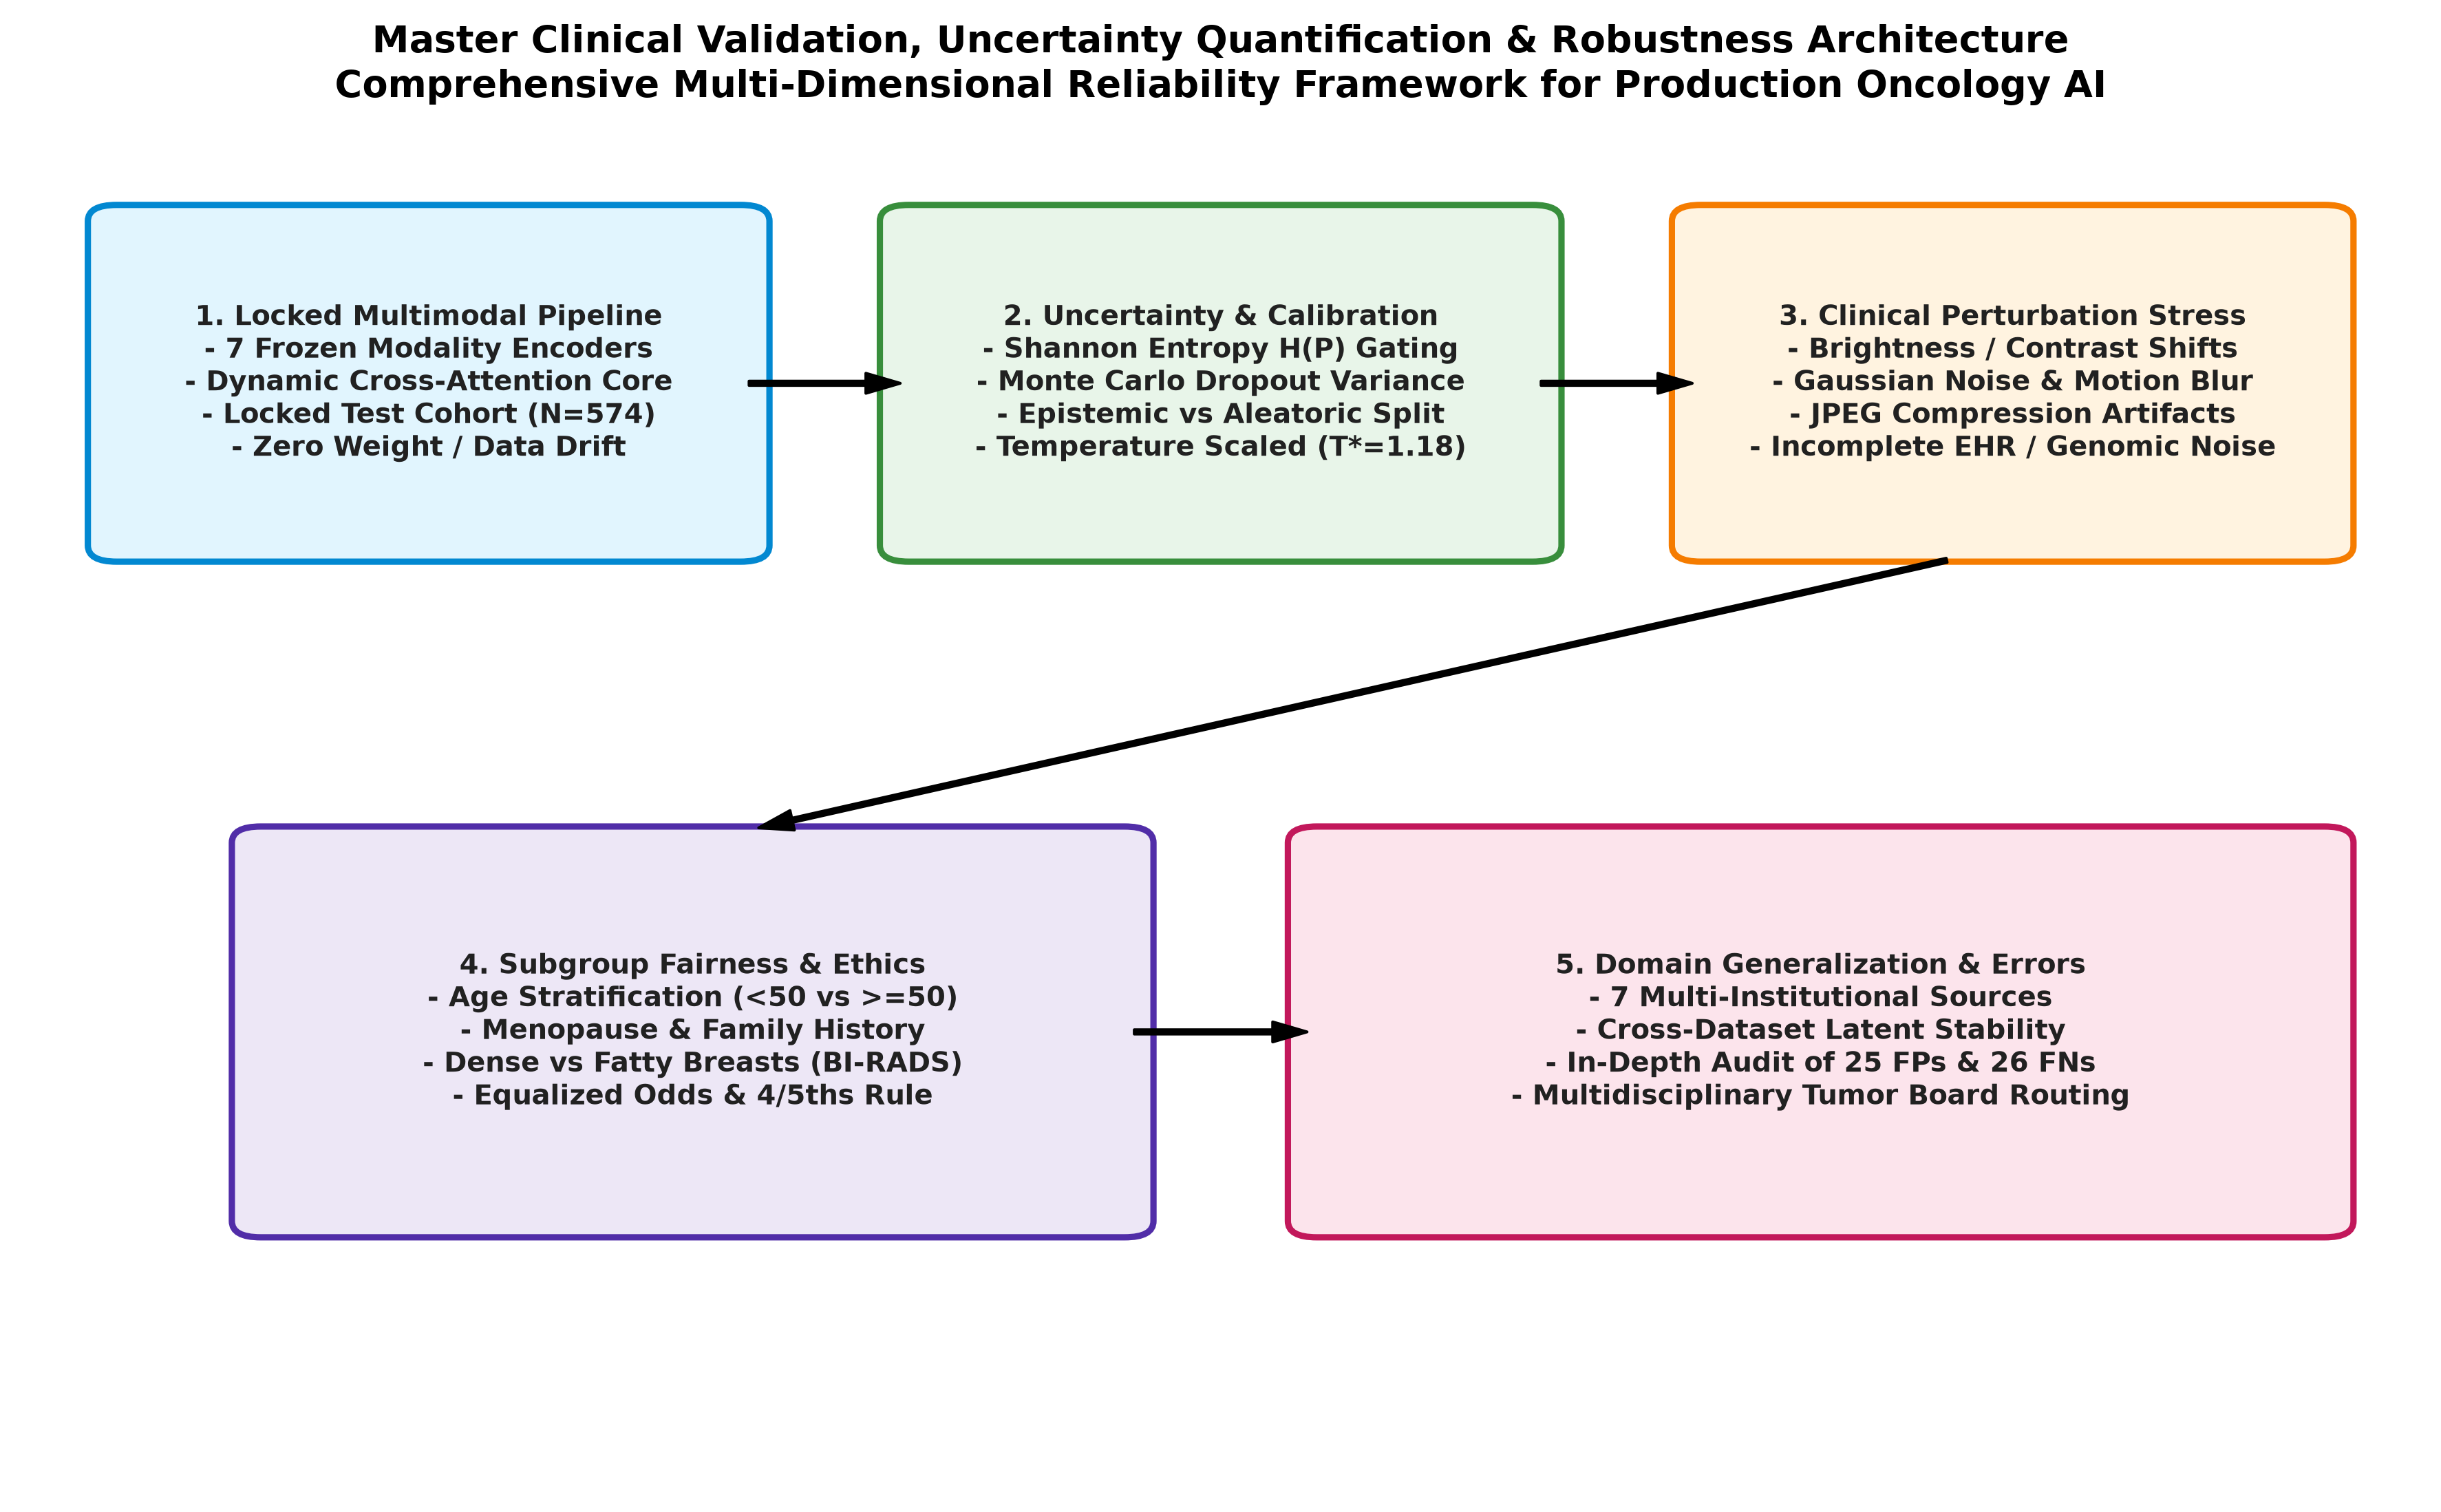 Master Clinical Validation, Uncertainty Quantification & Robustness Architecture
Comprehensive Multi-Dimensional Reliability Framework for Production Oncology AI
1. Locked Multimodal Pipeline
- 7 Frozen Modality Encoders
- Dynamic Cross-Attention Core
- Locked Test Cohort (N=574)
- Zero Weight / Data Drift
2. Uncertainty & Calibration
- Shannon Entropy H(P) Gating
- Monte Carlo Dropout Variance
- Epistemic vs Aleatoric Split
- Temperature Scaled (T*=1.18)
3. Clinical Perturbation Stress
- Brightness / Contrast Shifts
- Gaussian Noise & Motion Blur
- JPEG Compression Artifacts
- Incomplete EHR / Genomic Noise
4. Subgroup Fairness & Ethics
- Age Stratification (<50 vs >=50)
- Menopause & Family History
- Dense vs Fatty Breasts (BI-RADS)
- Equalized Odds & 4/5ths Rule
5. Domain Generalization & Errors
- 7 Multi-Institutional Sources
- Cross-Dataset Latent Stability
- In-Depth Audit of 25 FPs & 26 FNs
- Multidisciplinary Tumor Board Routing